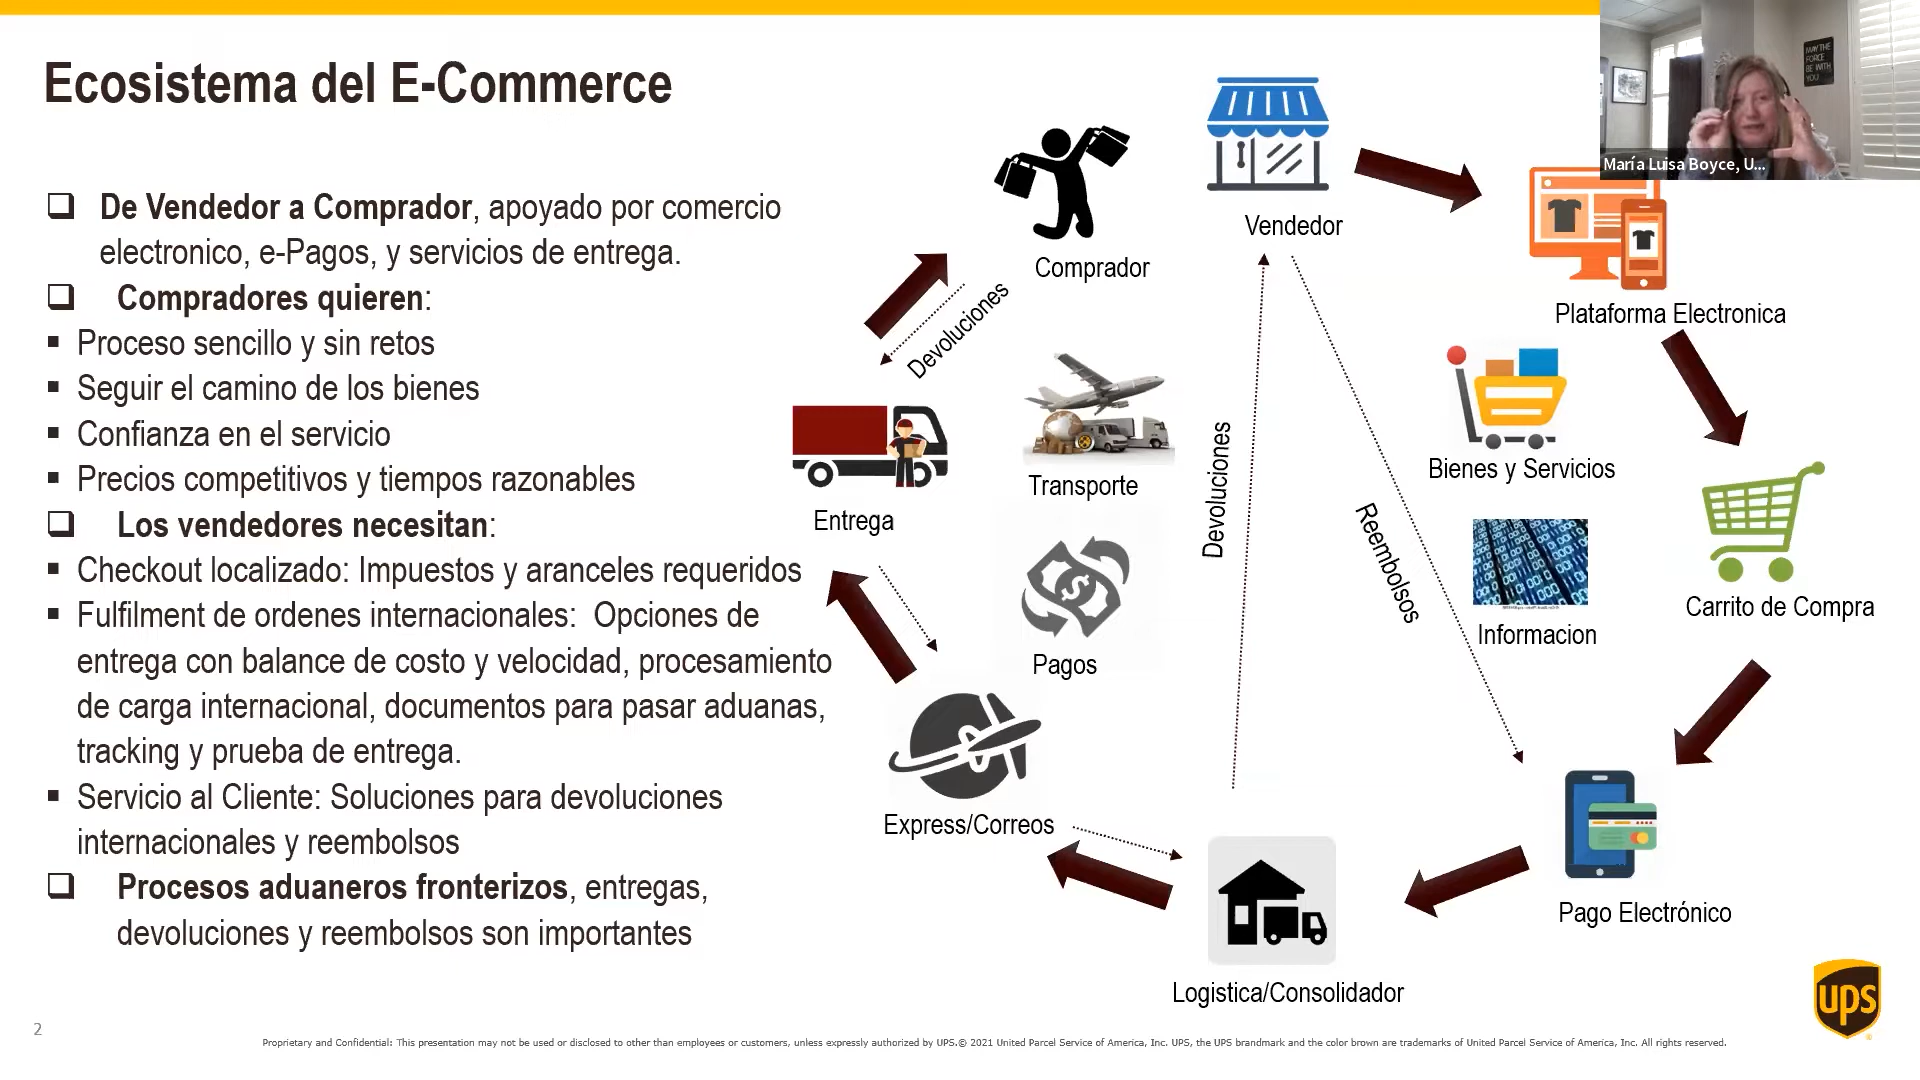 Ecosistema del E-Commerce
De Vendedor a Comprador, apoyado por comercio
electronico, e-Pagos, y servicios de entrega.
Compradores quieren:
Proceso sencillo y sin retos
Seguir el camino de los bienes
Confianza en el servicio
Precios competitivos y tiempos razonables
Los vendedores necesitan:
Checkout localizado: Impuestos y aranceles requeridos
Fulfilment de ordenes internacionales: Opciones de
entrega con balance de costo y velocidad, procesamiento
de carga internacional, documentos para pasar aduanas,
tracking y prueba de entrega.
Servicio al Cliente: Soluciones para devoluciones
internacionales y reembolsos
Procesos aduaneros fronterizos, entregas,
devoluciones y reembolsos son importantes
Vendedor
Comprador
Plataforma Electronica
Devoluciones
Bienes y Servicios
Transporte
Entrega
Devoluciones
Reembolsos
Carrito de Compra
Informacion
Pagos
Express/Correos
Pago Electrónico
Logistica/Consolidador
MAY THE
FORCE
BE WITH
YOU
María Luisa Boyce, U...
ups
2
Proprietary and Confidential: This presentation may not be used or disclosed to other than employees or customers, unless expressly authorized by UPS.© 2021 United Parcel Service of America, Inc. UPS, the UPS brandmark and the color brown are trademarks of United Parcel Service of America, Inc. All rights reserved.